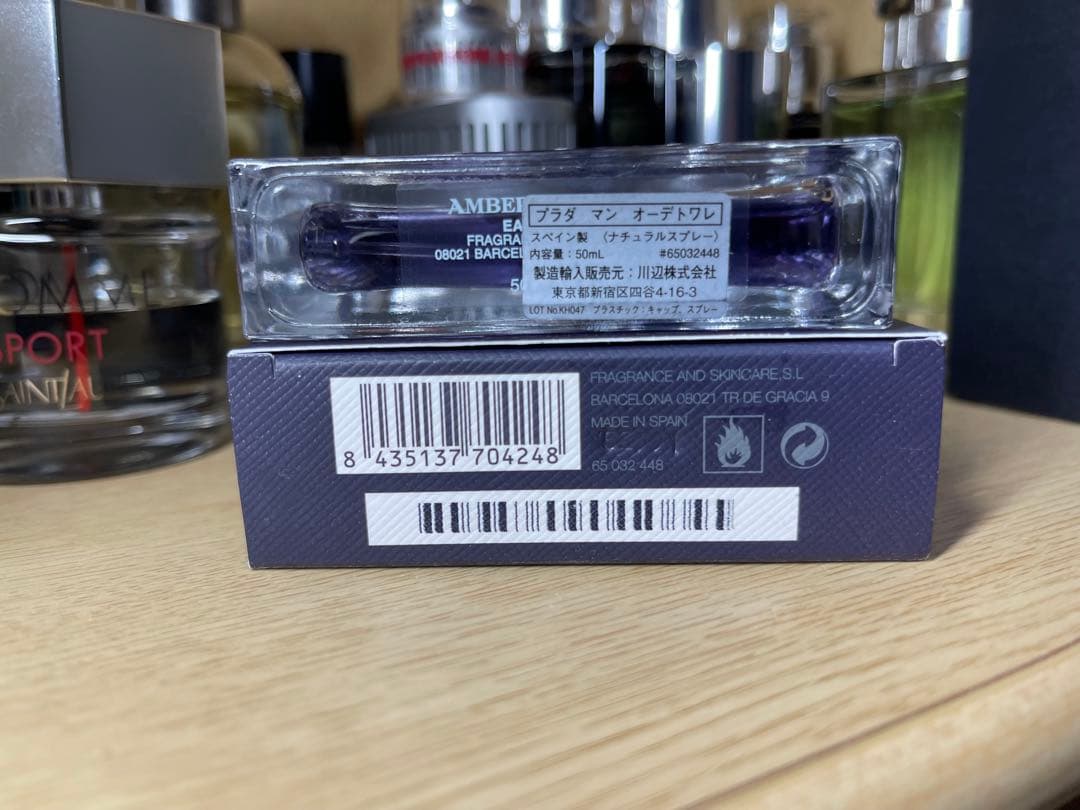 AMBER
EA
FRAGRA
08021 BARCEL
50
プラダ マン オーデトワレ
スペイン製 (ナチュラルスプレー)
内容量:50mL #65032448
製造輸入販売元:川辺株式会社
東京都新宿区四谷4-16-3
LOT No.KH047 プラスチック:キャップ、スプレー
FRAGRANCE AND SKINCARE,S.L
BARCELONA 08021 TR DE GRACIA 9
MADE IN SPAIN
65 032 448
8 435137 704248
OMME
SPORT
SAINT